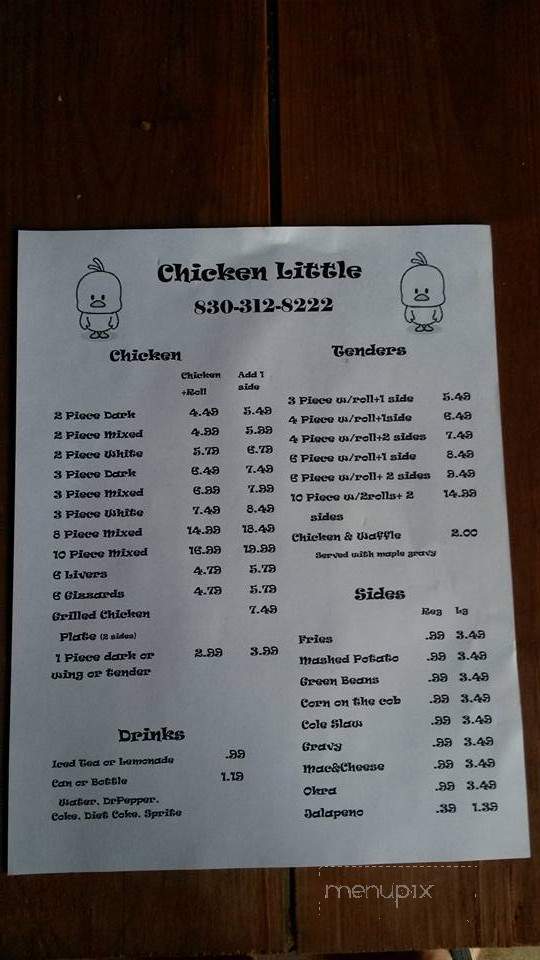 Chicken Little
830-312-8222
Chicken
Chicken +Roll
Add 1 side
2 Piece Dark 4.49 5.49
2 Piece Mixed 4.99 5.99
2 Piece White 5.79 6.79
3 Piece Dark 6.49 7.49
3 Piece Mixed 6.99 7.99
3 Piece White 7.49 8.49
8 Piece Mixed 14.99 18.49
10 Piece Mixed 16.99 19.99
6 Livers 4.79 5.79
6 Gizzards 4.79 5.79
Grilled Chicken 7.49
Plate (2 sides)
1 Piece dark or 2.99 3.99
wing or tender
Drinks
Iced Tea or Lemonade .99
Can or Bottle 1.19
Water, DrPepper,
Coke, Diet Coke, Sprite
Tenders
3 Piece w/roll+1 side 5.49
4 Piece w/roll+1side 6.49
4 Piece w/roll+2 sides 7.49
6 Piece w/roll+1 side 8.49
6 Piece w/roll+ 2 sides 9.49
10 Piece w/2rolls+ 2 14.99
sides
Chicken & Waffle 2.00
Served with maple gravy
Sides
Reg Lg
Fries .99 3.49
Mashed Potato .99 3.49
Green Beans .99 3.49
Corn on the cob .99 3.49
Cole Slaw .99 3.49
Gravy .99 3.49
Mac&Cheese .99 3.49
Okra .99 3.49
Jalapeno .39 1.39
menupix